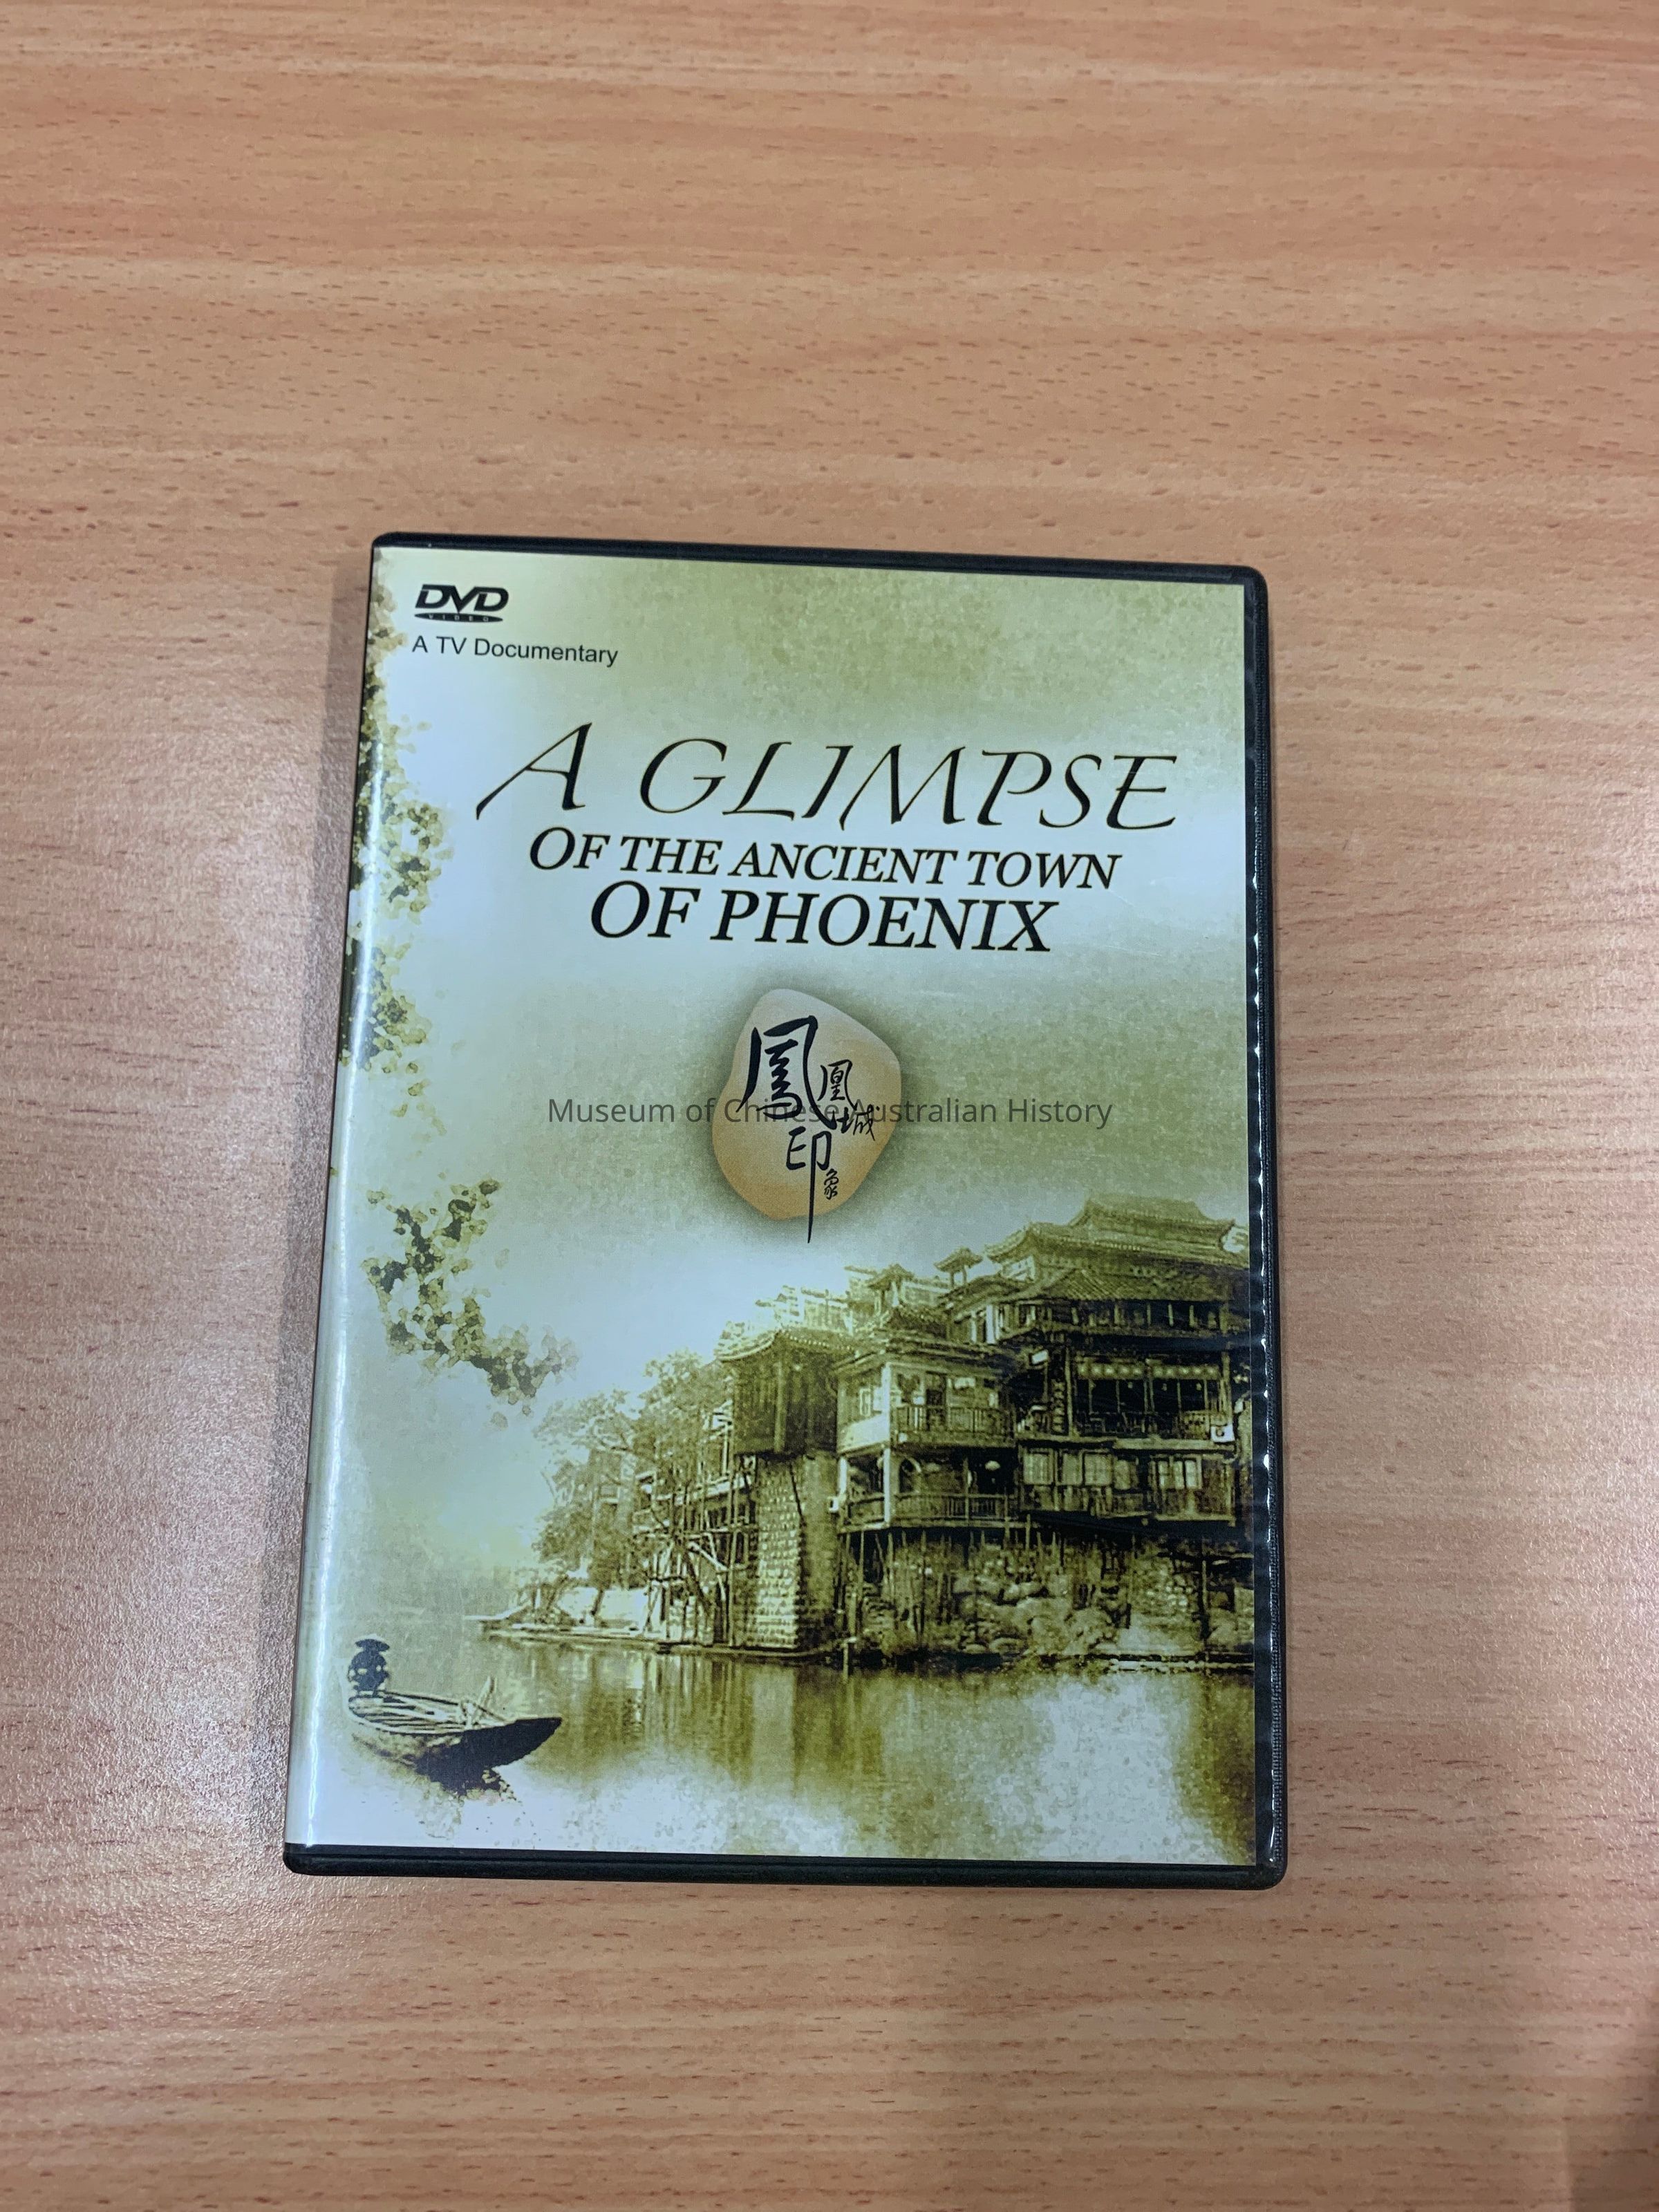 DVD
VIDEO
A TV Documentary
A GLIMPSE
OF THE ANCIENT TOWN
OF PHOENIX
鳳凰城
印象
Museum of Chinese Australian History